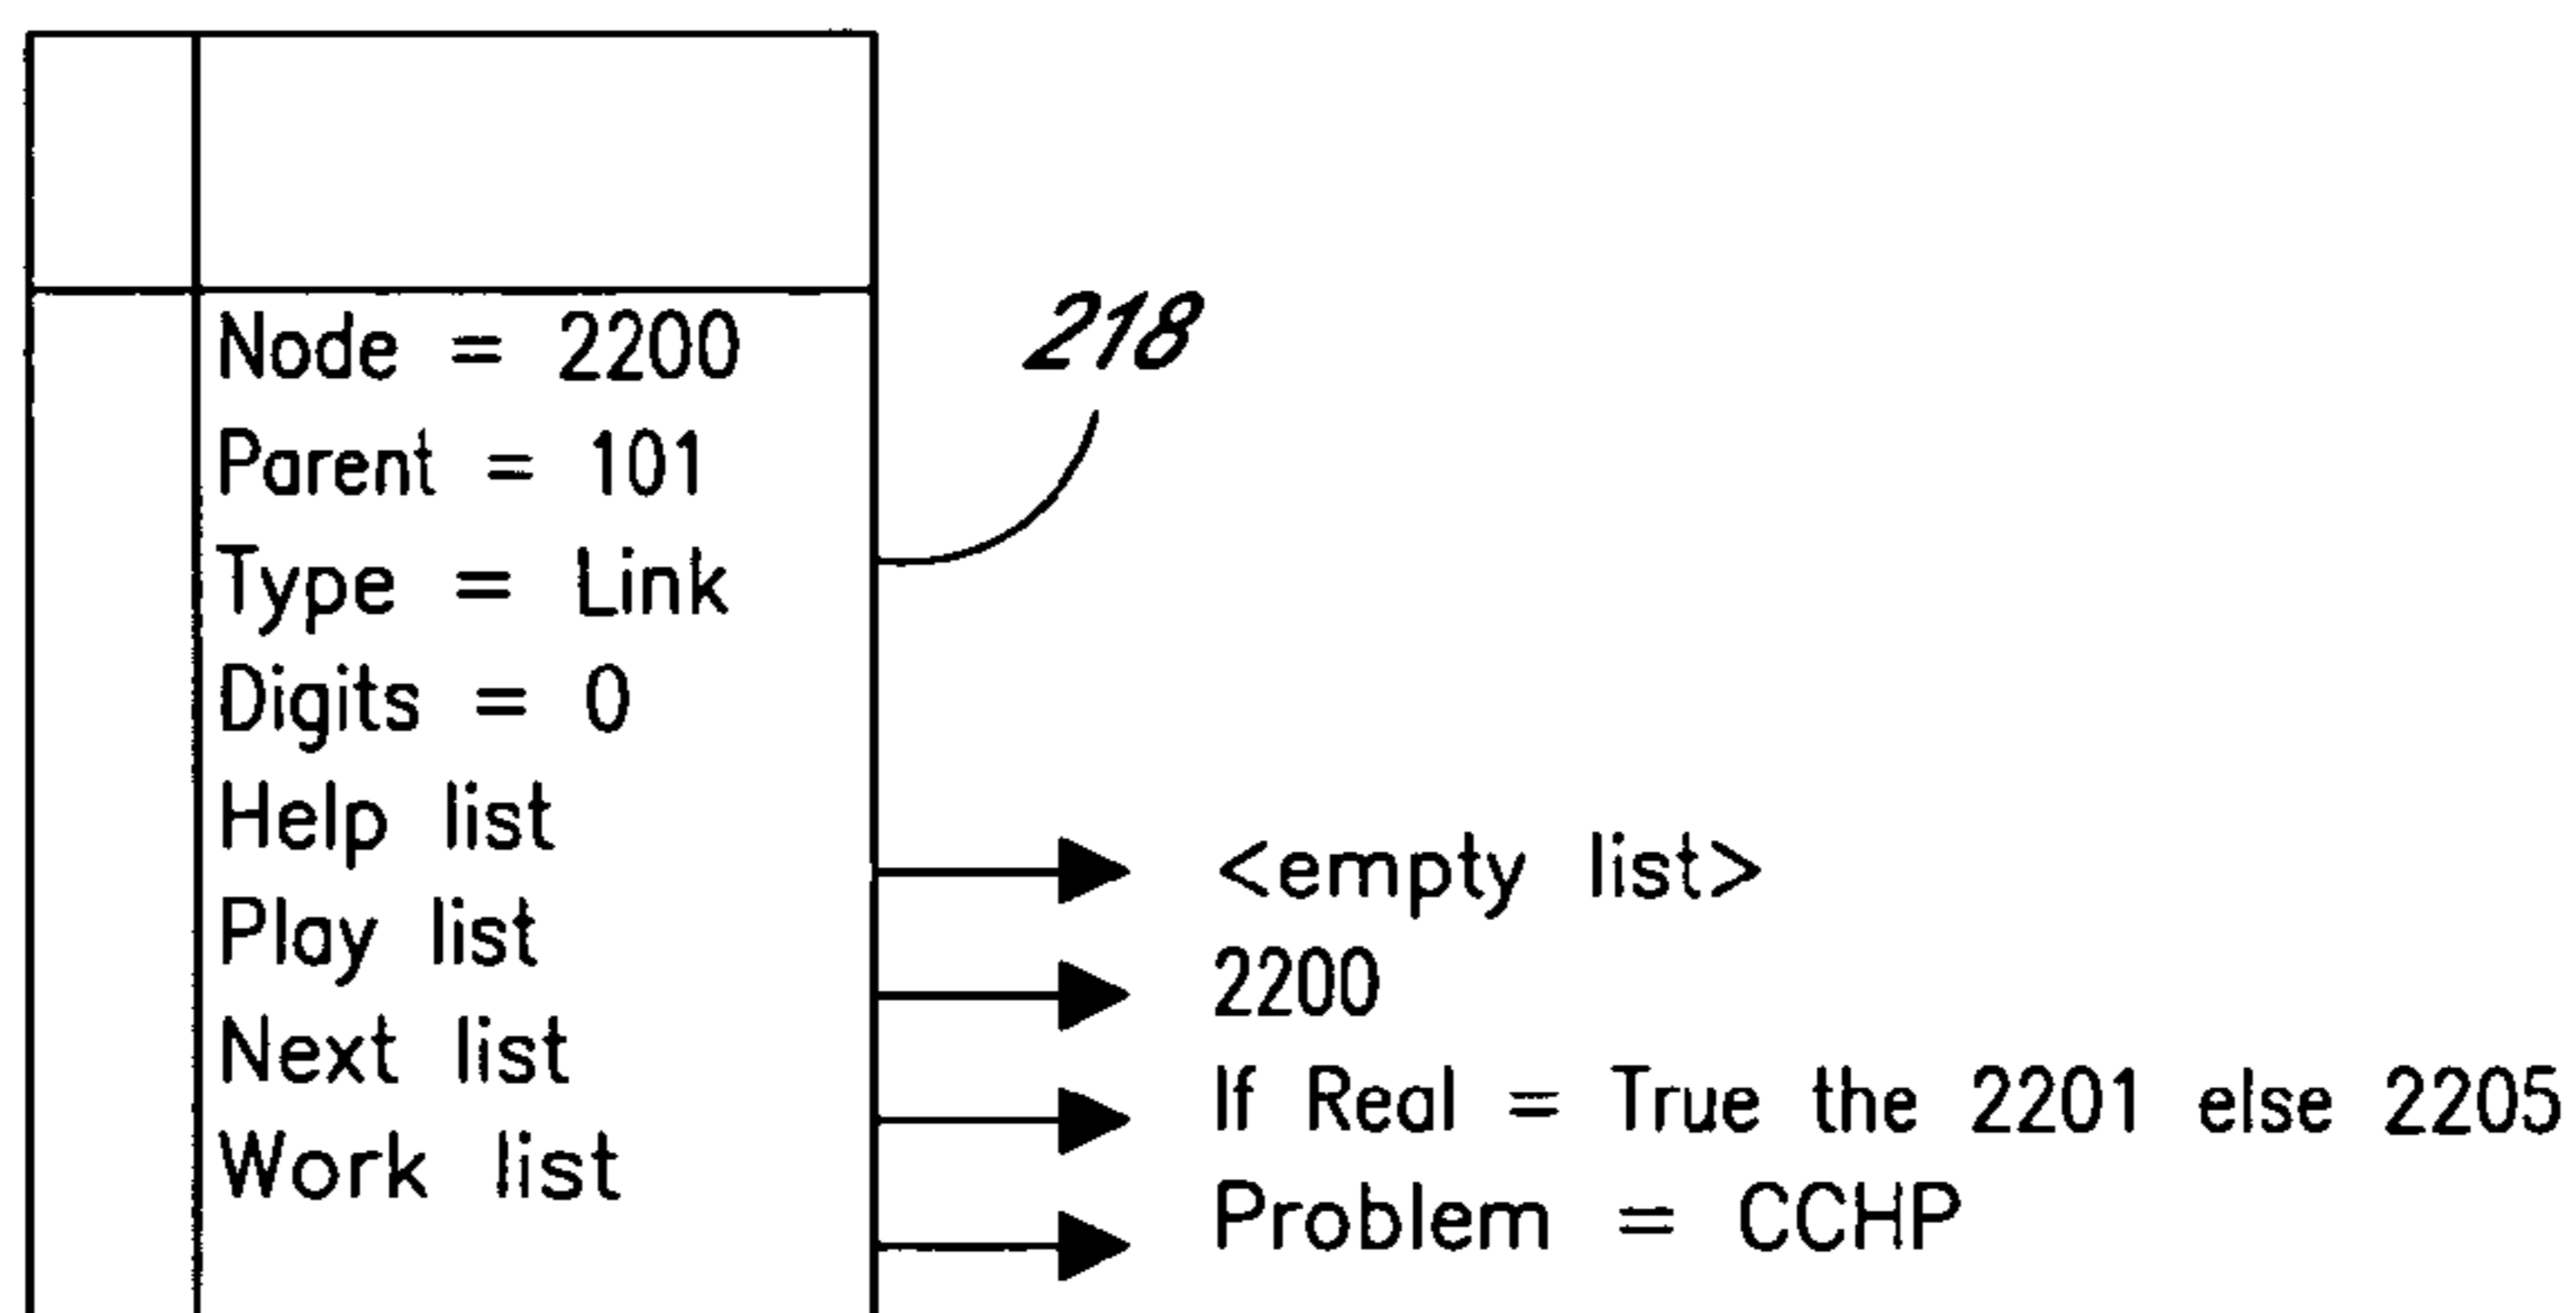 Node = 2200
218
Parent = 101
Type = Link
Digits = 0
Help list
<empty list>
Play list
2200
Next list
If Real = True the 2201 else 2205
Work list
Problem = CCHP